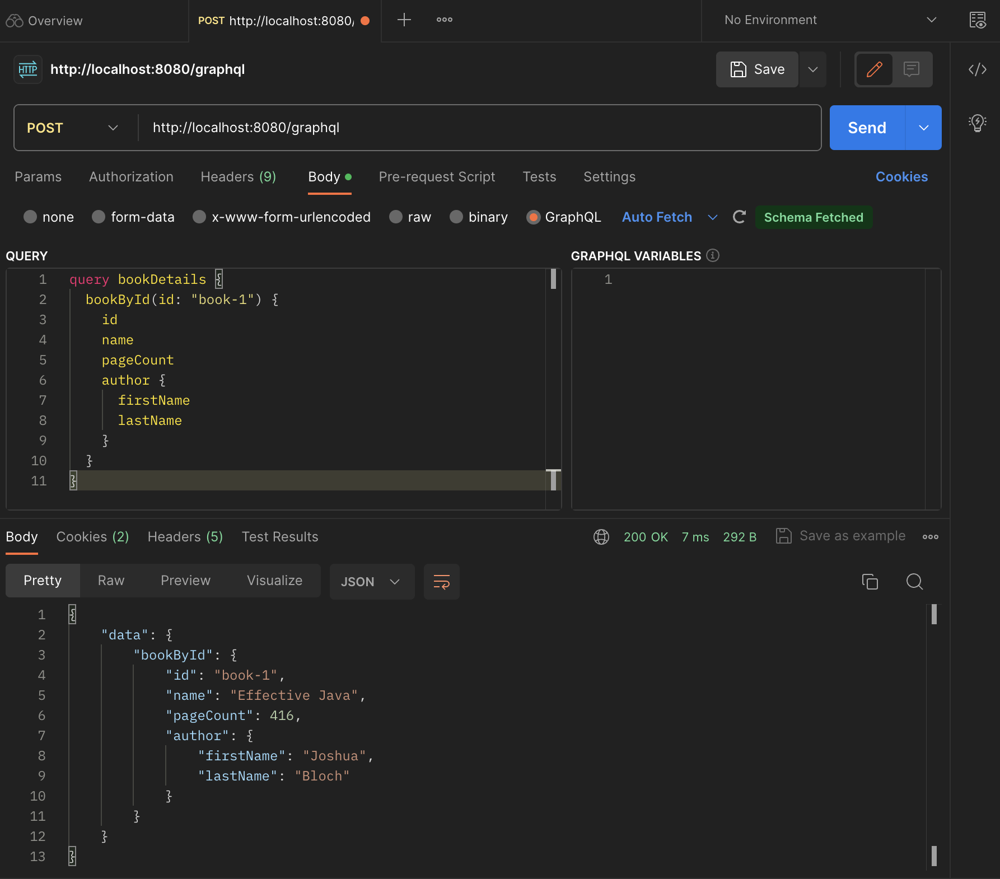 Overview
POST http://localhost:8080/
No Environment
HTTP http://localhost:8080/graphql
Save
POST http://localhost:8080/graphql
Send
Params Authorization Headers (9) Body Pre-request Script Tests Settings Cookies
none form-data x-www-form-urlencoded raw binary GraphQL Auto Fetch Schema Fetched
QUERY
1 query bookDetails {
2 bookById(id: "book-1") {
3 id
4 name
5 pageCount
6 author {
7 firstName
8 lastName
9 }
10 }
11 }
GRAPHQL VARIABLES
1
Body Cookies (2) Headers (5) Test Results 200 OK 7 ms 292 B Save as example
Pretty Raw Preview Visualize JSON
1 {
2 "data": {
3 "bookById": {
4 "id": "book-1",
5 "name": "Effective Java",
6 "pageCount": 416,
7 "author": {
8 "firstName": "Joshua",
9 "lastName": "Bloch"
10 }
11 }
12 }
13 }